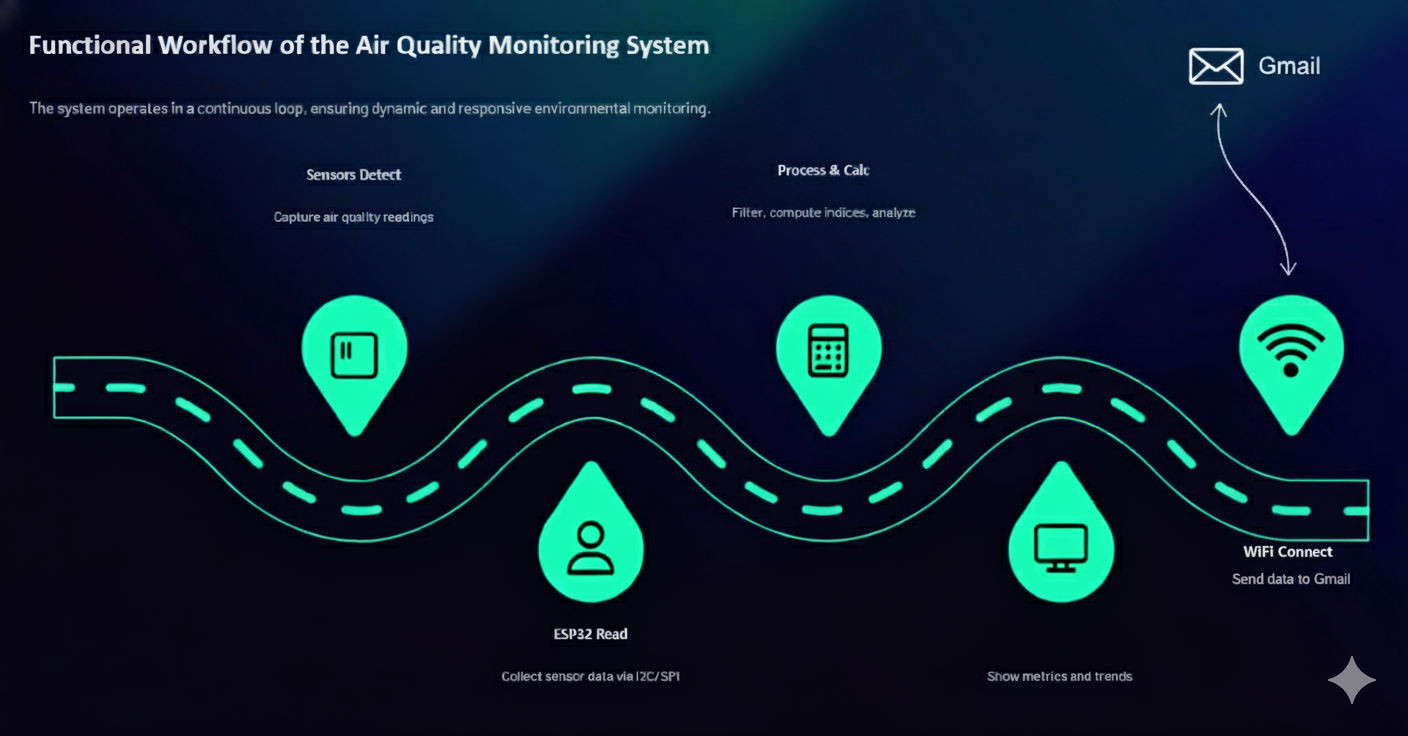 Functional Workflow of the Air Quality Monitoring System
Gmail
The system operates in a continuous loop, ensuring dynamic and responsive environmental monitoring.
Sensors Detect
Capture air quality readings
Process & Calc
Filter, compute indices, analyze
ESP32 Read
Collect sensor data via I2C/SPI
Show metrics and trends
WiFi Connect
Send data to Gmail